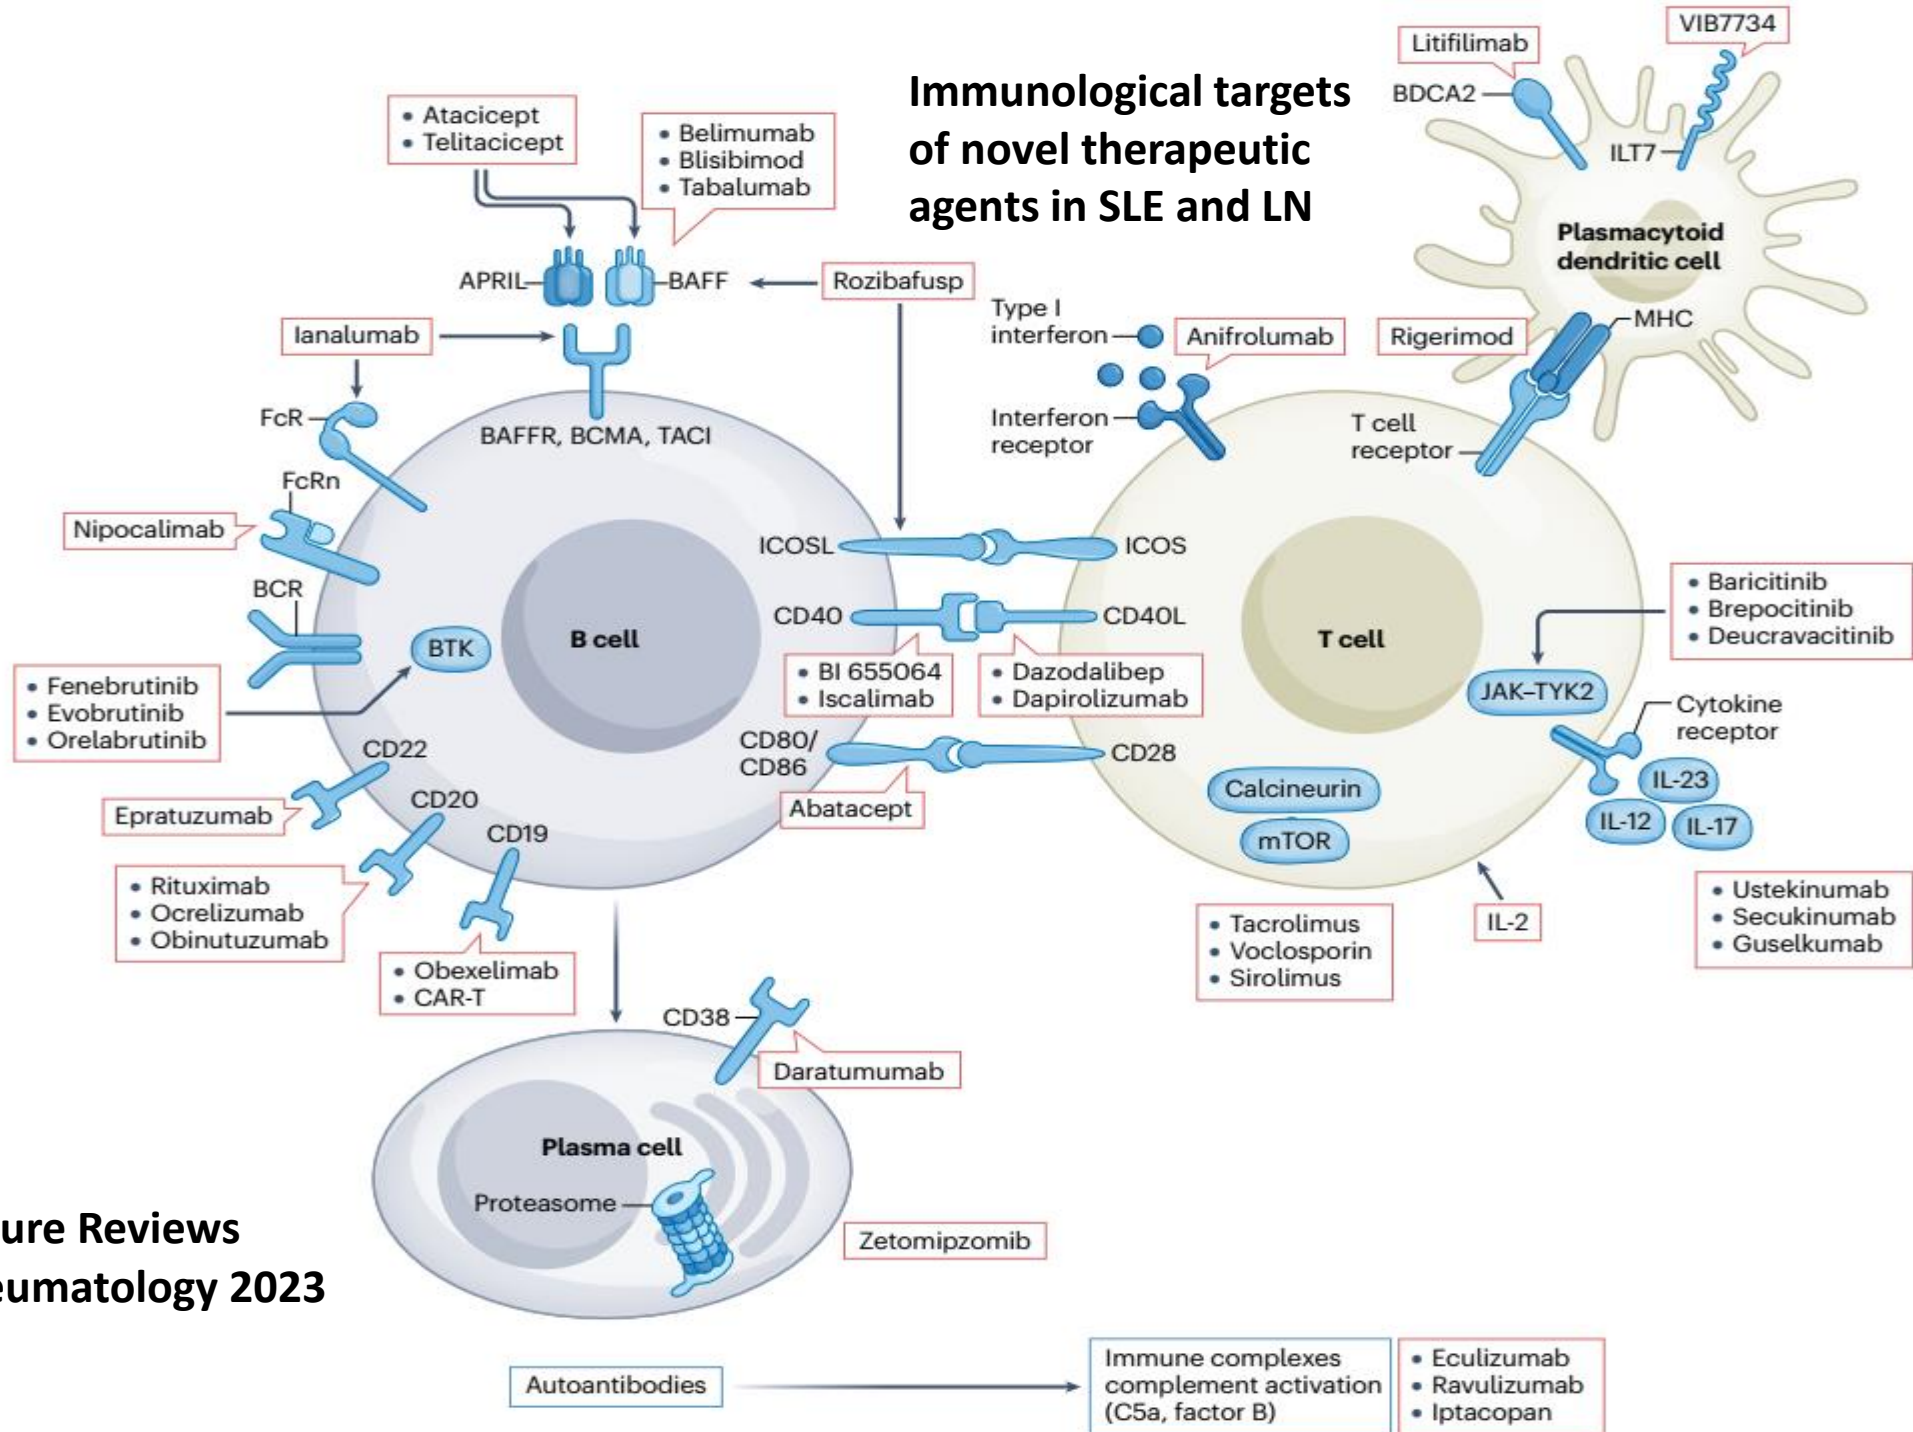 Immunological targets
of novel therapeutic
agents in SLE and LN
Litifilimab
VIB7734
BDCA2
ILT7
Plasmacytoid
dendritic cell
MHC
Rigerimod
• Atacicept
• Telitacicept
• Belimumab
• Blisibimod
• Tabalumab
APRIL
BAFF
Rozibafusp
Ianalumab
Type I
interferon
Anifrolumab
Interferon
receptor
T cell
receptor
FcR
BAFFR, BCMA, TACI
FcRn
Nipocalimab
BCR
BTK
B cell
ICOSL
ICOS
CD40
CD40L
• BI 655064
• Iscalimab
• Dazodalibep
• Dapirolizumab
T cell
• Baricitinib
• Brepocitinib
• Deucravacitinib
JAK–TYK2
Cytokine
receptor
• Fenebrutinib
• Evobrutinib
• Orelabrutinib
CD22
CD80/
CD86
CD28
Abatacept
Calcineurin
mTOR
IL-23
IL-12
IL-17
Epratuzumab
CD20
CD19
• Rituximab
• Ocrelizumab
• Obinutuzumab
• Obexelimab
• CAR-T
• Tacrolimus
• Voclosporin
• Sirolimus
IL-2
• Ustekinumab
• Secukinumab
• Guselkumab
CD38
Daratumumab
Plasma cell
Proteasome
Zetomipzomib
ure Reviews
eumatology 2023
Autoantibodies
Immune complexes
complement activation
(C5a, factor B)
• Eculizumab
• Ravulizumab
• Iptacopan